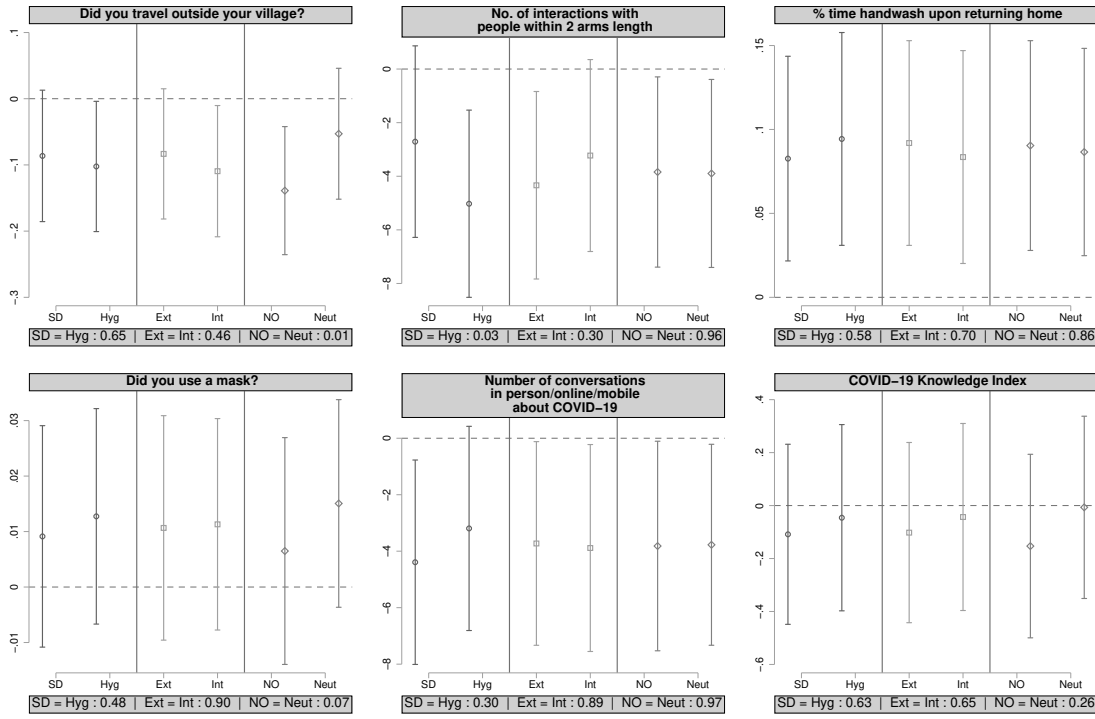 Did you travel outside your village?
.1
0
−.1
−.2
−.3
SD Hyg Ext Int NO Neut
SD = Hyg : 0.65 | Ext = Int : 0.46 | NO = Neut : 0.01
No. of interactions with
people within 2 arms length
0
−2
−4
−6
−8
SD Hyg Ext Int NO Neut
SD = Hyg : 0.03 | Ext = Int : 0.30 | NO = Neut : 0.96
% time handwash upon returning home
.15
.1
.05
0
SD Hyg Ext Int NO Neut
SD = Hyg : 0.58 | Ext = Int : 0.70 | NO = Neut : 0.86
Did you use a mask?
.03
.02
.01
0
−.01
SD Hyg Ext Int NO Neut
SD = Hyg : 0.48 | Ext = Int : 0.90 | NO = Neut : 0.07
Number of conversations
in person/online/mobile
about COVID−19
0
−2
−4
−6
−8
SD Hyg Ext Int NO Neut
SD = Hyg : 0.30 | Ext = Int : 0.89 | NO = Neut : 0.97
COVID−19 Knowledge Index
.4
.2
0
−.2
−.4
−.6
SD Hyg Ext Int NO Neut
SD = Hyg : 0.63 | Ext = Int : 0.65 | NO = Neut : 0.26